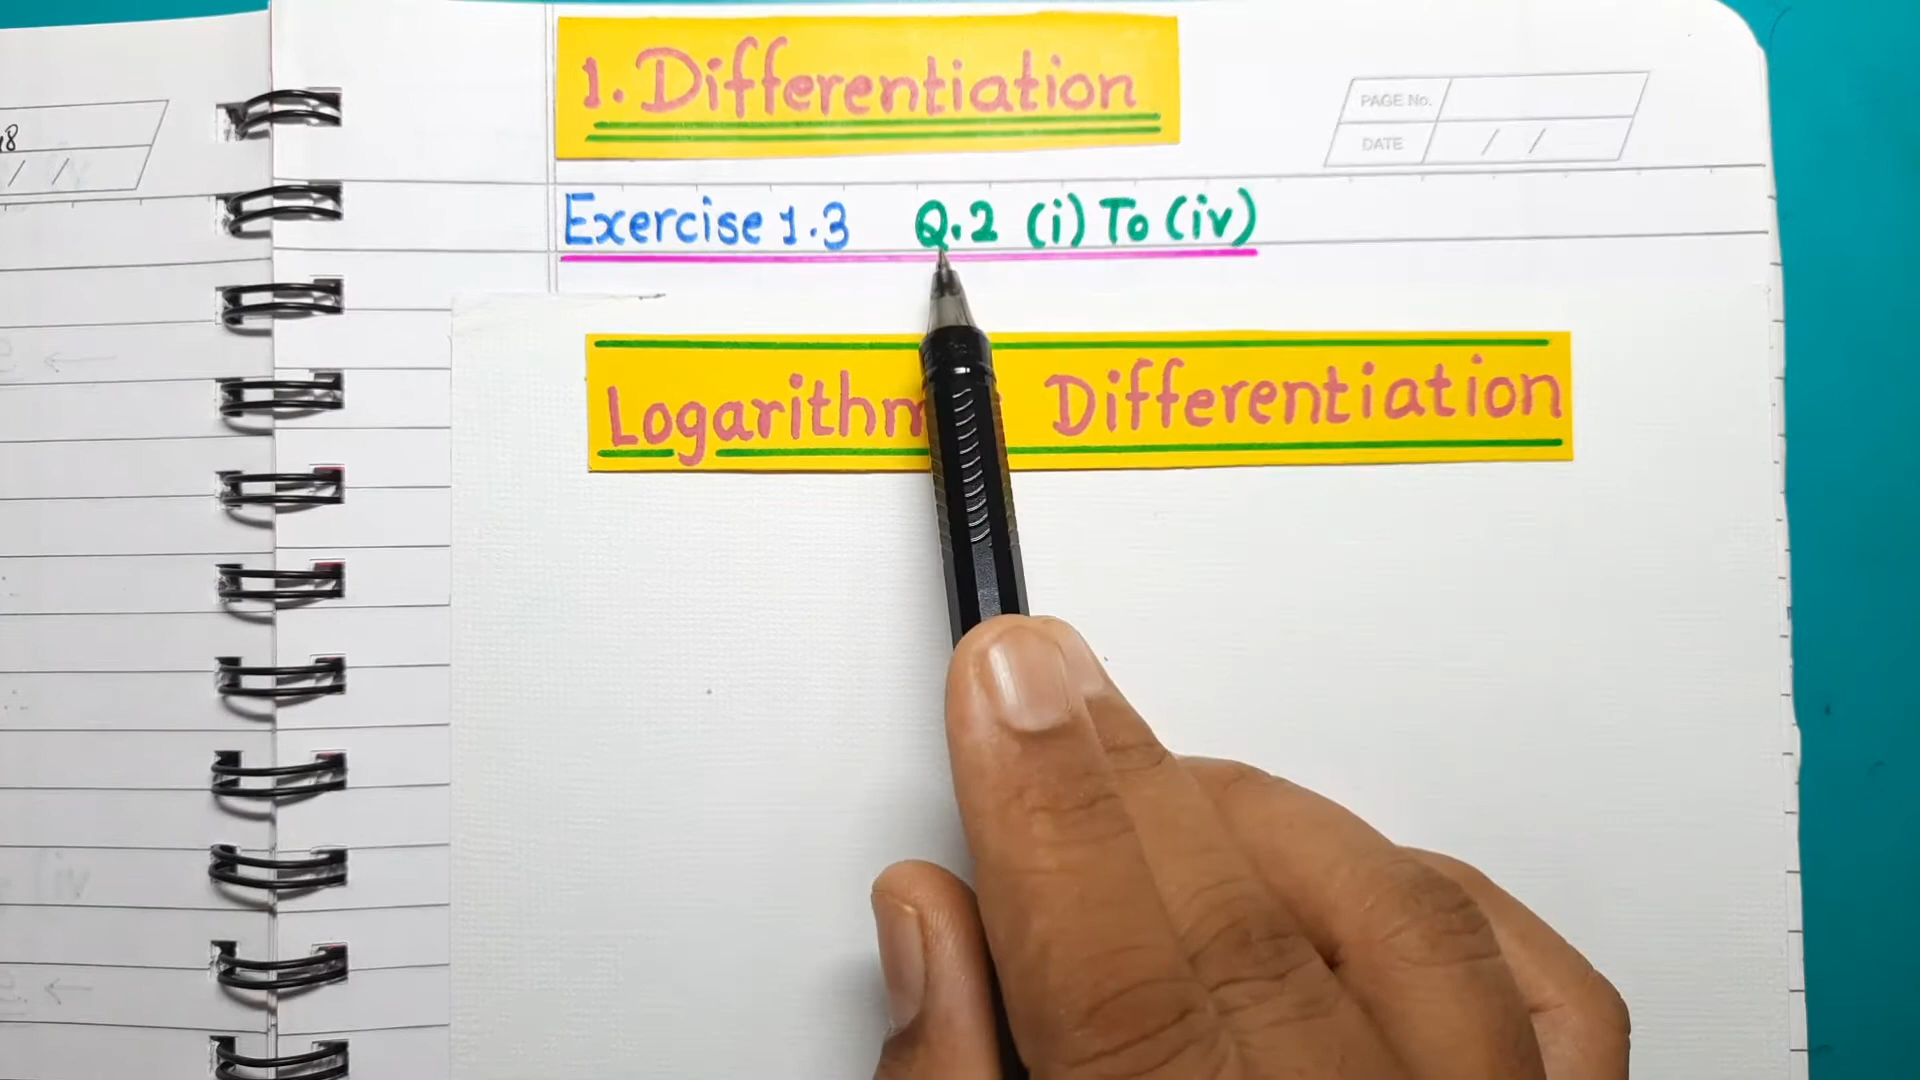 1. Differentiation
PAGE No.
DATE / /
Exercise 1.3 Q.2 (i) To (iv)
Differentiation